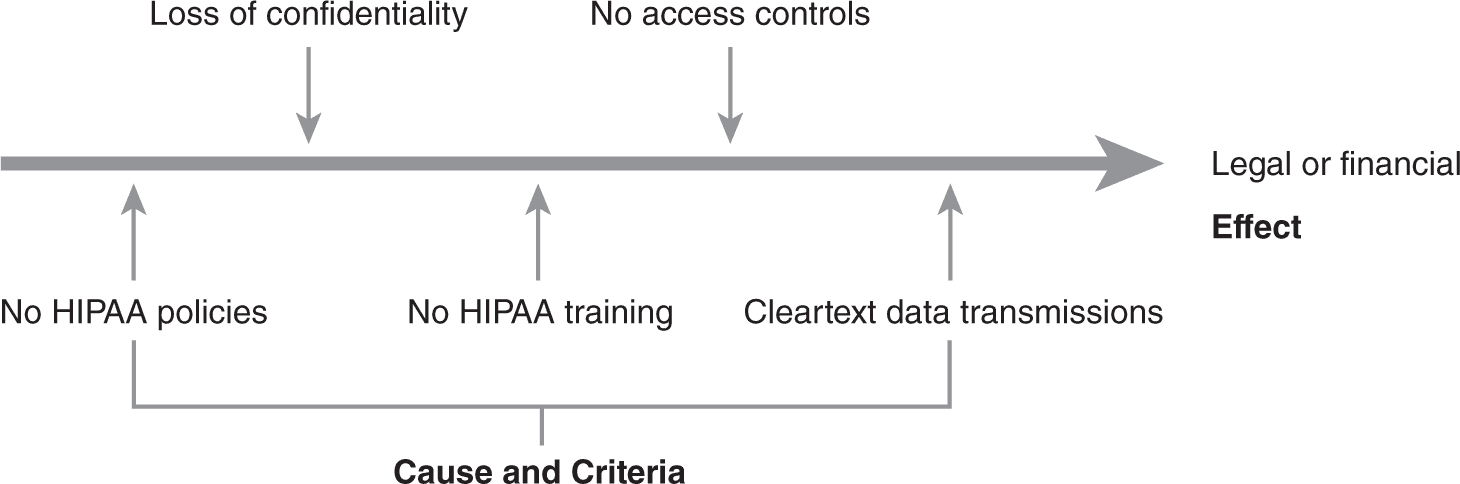 Loss of confidentiality
No access controls
Legal or financial
Effect
No HIPAA policies
No HIPAA training
Cleartext data transmissions
Cause and Criteria